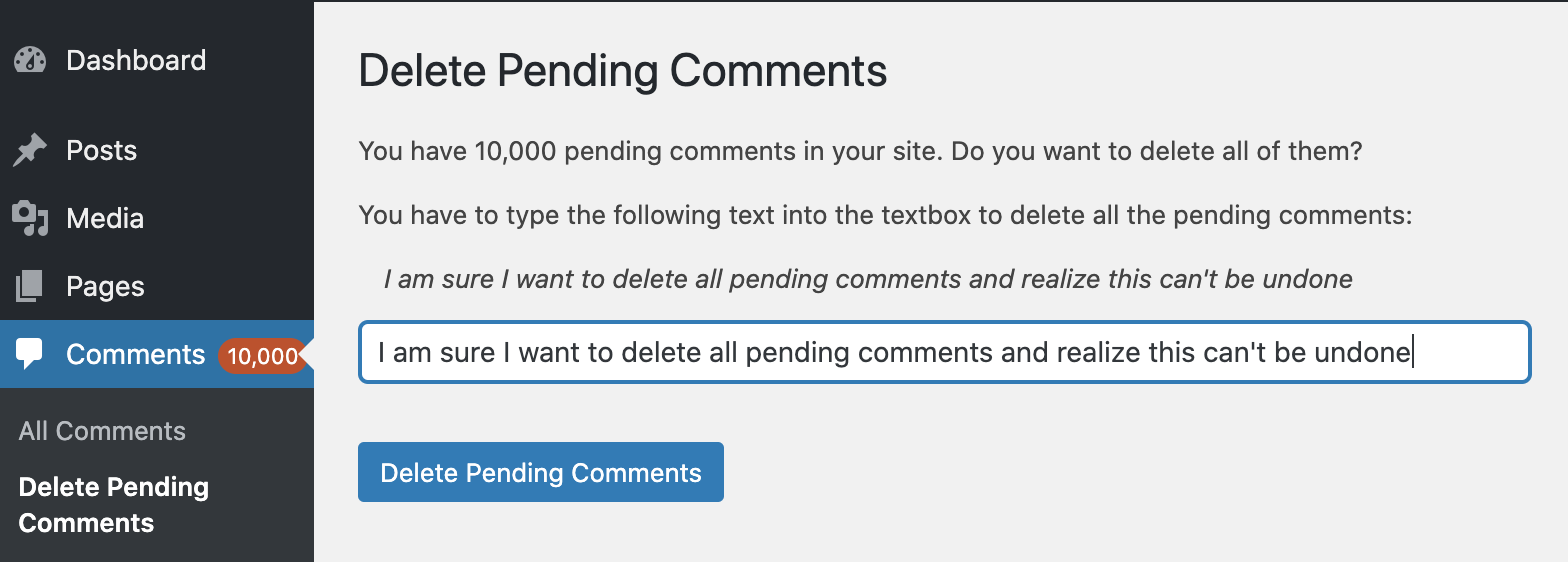 Dashboard
Posts
Media
Pages
Comments 10,000
All Comments
Delete Pending
Comments
Delete Pending Comments
You have 10,000 pending comments in your site. Do you want to delete all of them?
You have to type the following text into the textbox to delete all the pending comments:
I am sure I want to delete all pending comments and realize this can't be undone
I am sure I want to delete all pending comments and realize this can't be undone
Delete Pending Comments